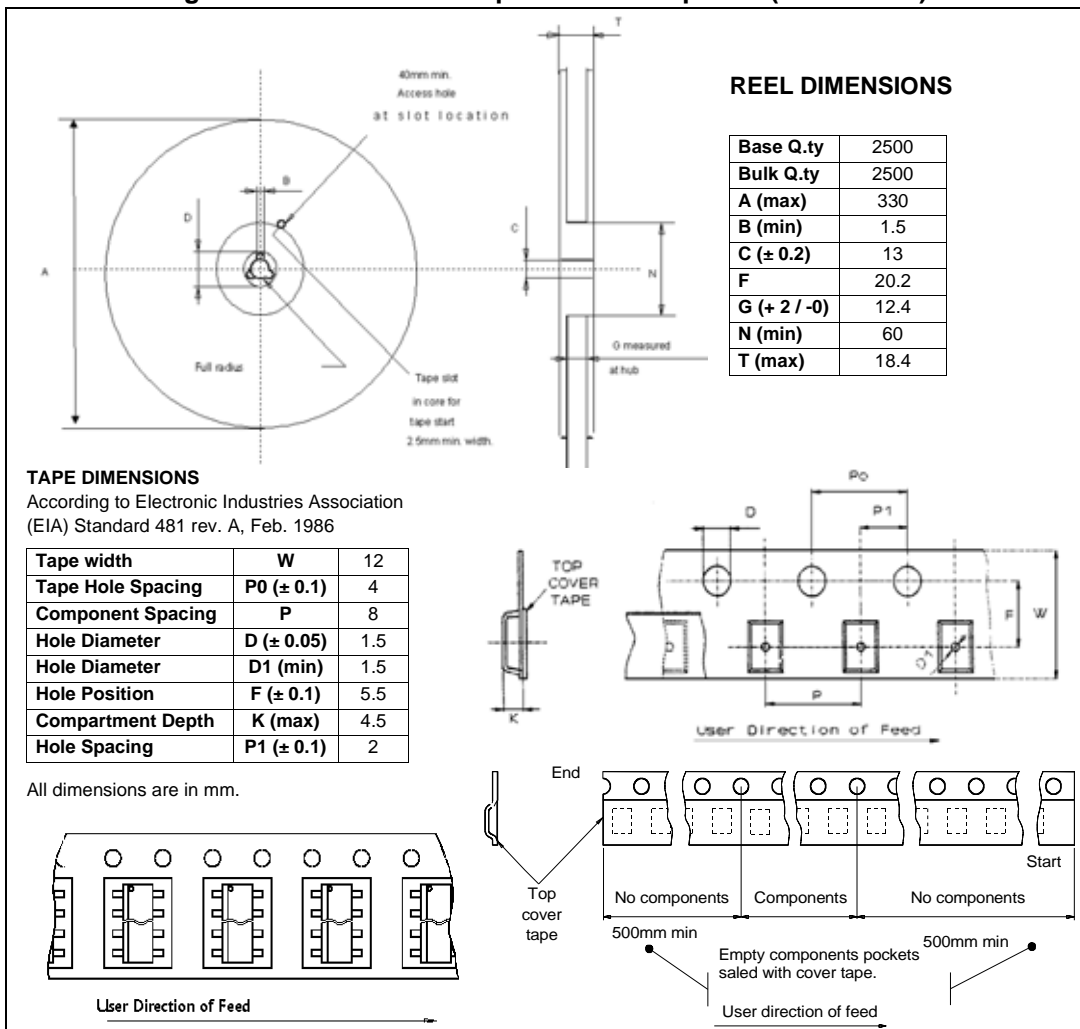 T
40mm min.
Access hole
at slot location
B
D
C
A
N
Full radius
G measured
at hub
Tape slot
in core for
tape start
2.5mm min. width.
REEL DIMENSIONS
Base Q.ty 2500
Bulk Q.ty 2500
A (max) 330
B (min) 1.5
C (± 0.2) 13
F 20.2
G (+ 2 / -0) 12.4
N (min) 60
T (max) 18.4
TAPE DIMENSIONS
According to Electronic Industries Association
(EIA) Standard 481 rev. A, Feb. 1986
Tape width W 12
Tape Hole Spacing P0 (± 0.1) 4
Component Spacing P 8
Hole Diameter D (± 0.05) 1.5
Hole Diameter D1 (min) 1.5
Hole Position F (± 0.1) 5.5
Compartment Depth K (max) 4.5
Hole Spacing P1 (± 0.1) 2
All dimensions are in mm.
Po
D
P1
TOP
COVER
TAPE
F
W
D1
K
P
User Direction of Feed
End
Start
Top
cover
tape
No components
Components
No components
500mm min
500mm min
Empty components pockets
saled with cover tape.
User direction of feed
User Direction of Feed